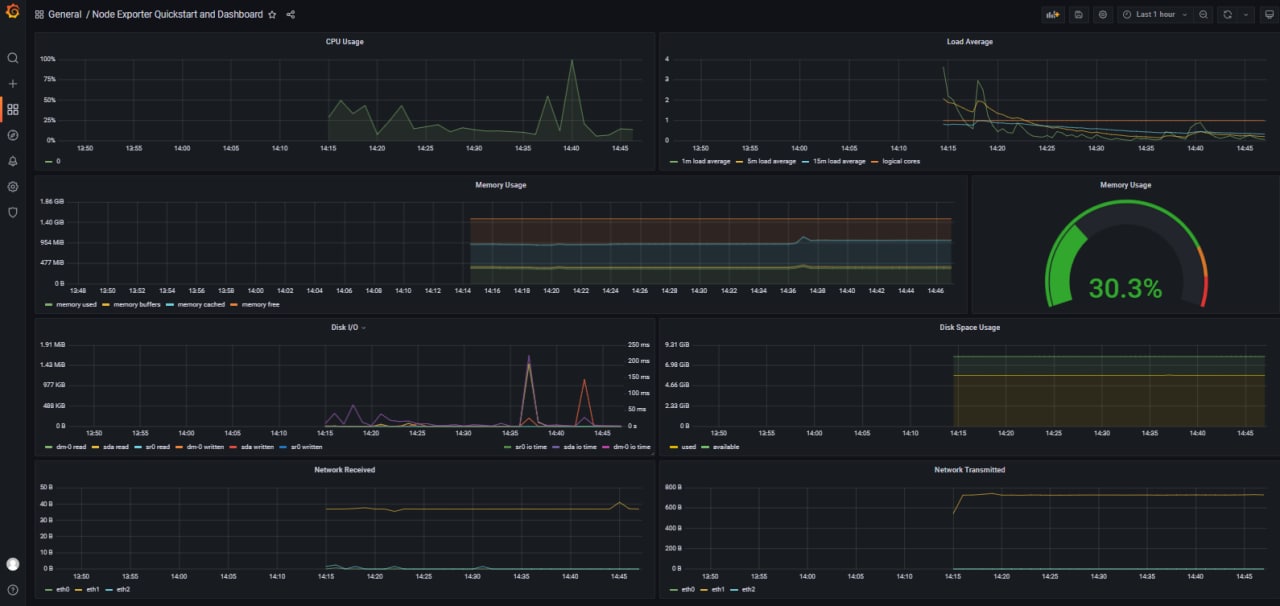 General / Node Exporter Quickstart and Dashboard
Last 1 hour
CPU Usage
100%
75%
50%
25%
0%
13:50 13:55 14:00 14:05 14:10 14:15 14:20 14:25 14:30 14:35 14:40 14:45
0
Load Average
4
3
2
1
0
13:50 13:55 14:00 14:05 14:10 14:15 14:20 14:25 14:30 14:35 14:40 14:45
1m load average 5m load average 15m load average logical cores
Memory Usage
1.86 GiB
1.40 GiB
954 MiB
477 MiB
0 B
13:48 13:50 13:52 13:54 13:56 13:58 14:00 14:02 14:04 14:06 14:08 14:10 14:12 14:14 14:16 14:18 14:20 14:22 14:24 14:26 14:28 14:30 14:32 14:34 14:36 14:38 14:40 14:42 14:44 14:46
memory used memory buffers memory cached memory free
Memory Usage
30.3%
Disk I/O
1.91 MiB
1.43 MiB
977 KiB
488 KiB
0 B
250 ms
200 ms
150 ms
100 ms
50 ms
0 s
13:50 13:55 14:00 14:05 14:10 14:15 14:20 14:25 14:30 14:35 14:40 14:45
dm-0 read sda read sr0 read dm-0 written sda written sr0 written sr0 io time sda io time dm-0 io time
Disk Space Usage
9.31 GiB
6.98 GiB
4.66 GiB
2.33 GiB
0 B
13:50 13:55 14:00 14:05 14:10 14:15 14:20 14:25 14:30 14:35 14:40 14:45
used available
Network Received
50 B
40 B
30 B
20 B
10 B
0 B
13:50 13:55 14:00 14:05 14:10 14:15 14:20 14:25 14:30 14:35 14:40 14:45
eth0 eth1 eth2
Network Transmitted
800 B
600 B
400 B
200 B
0 B
13:50 13:55 14:00 14:05 14:10 14:15 14:20 14:25 14:30 14:35 14:40 14:45
eth0 eth1 eth2